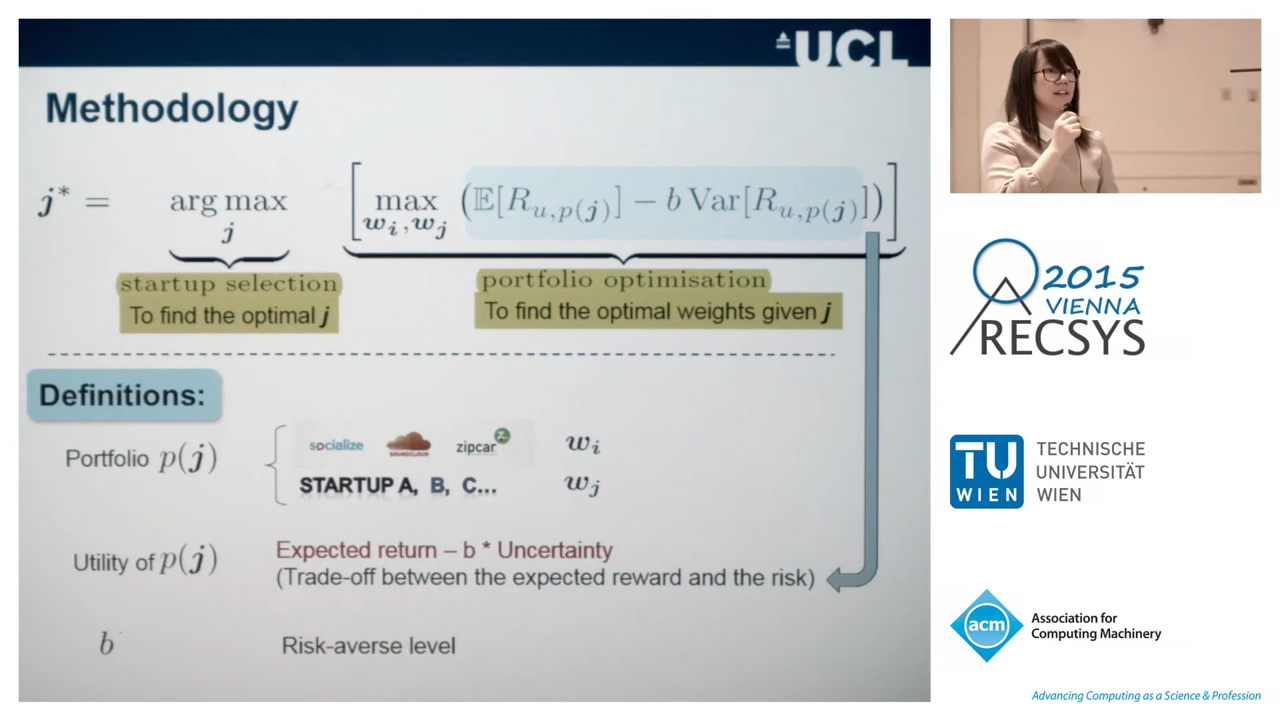 UCL
Methodology
j* = arg max j [ max w_i, w_j ( 𝔼[R_{u,p(j)}] − b Var[R_{u,p(j)}] ) ]
startup selection
To find the optimal j
portfolio optimisation
To find the optimal weights given j
Definitions:
Portfolio p(j)
socialize SOUNDCLOUD zipcar z w_i
STARTUP A, B, C... w_j
Utility of p(j)
Expected return – b * Uncertainty
(Trade-off between the expected reward and the risk)
b
Risk-averse level
2015
VIENNA
RECSYS
TU
WIEN
TECHNISCHE
UNIVERSITÄT
WIEN
acm
Association for
Computing Machinery
Advancing Computing as a Science & Profession